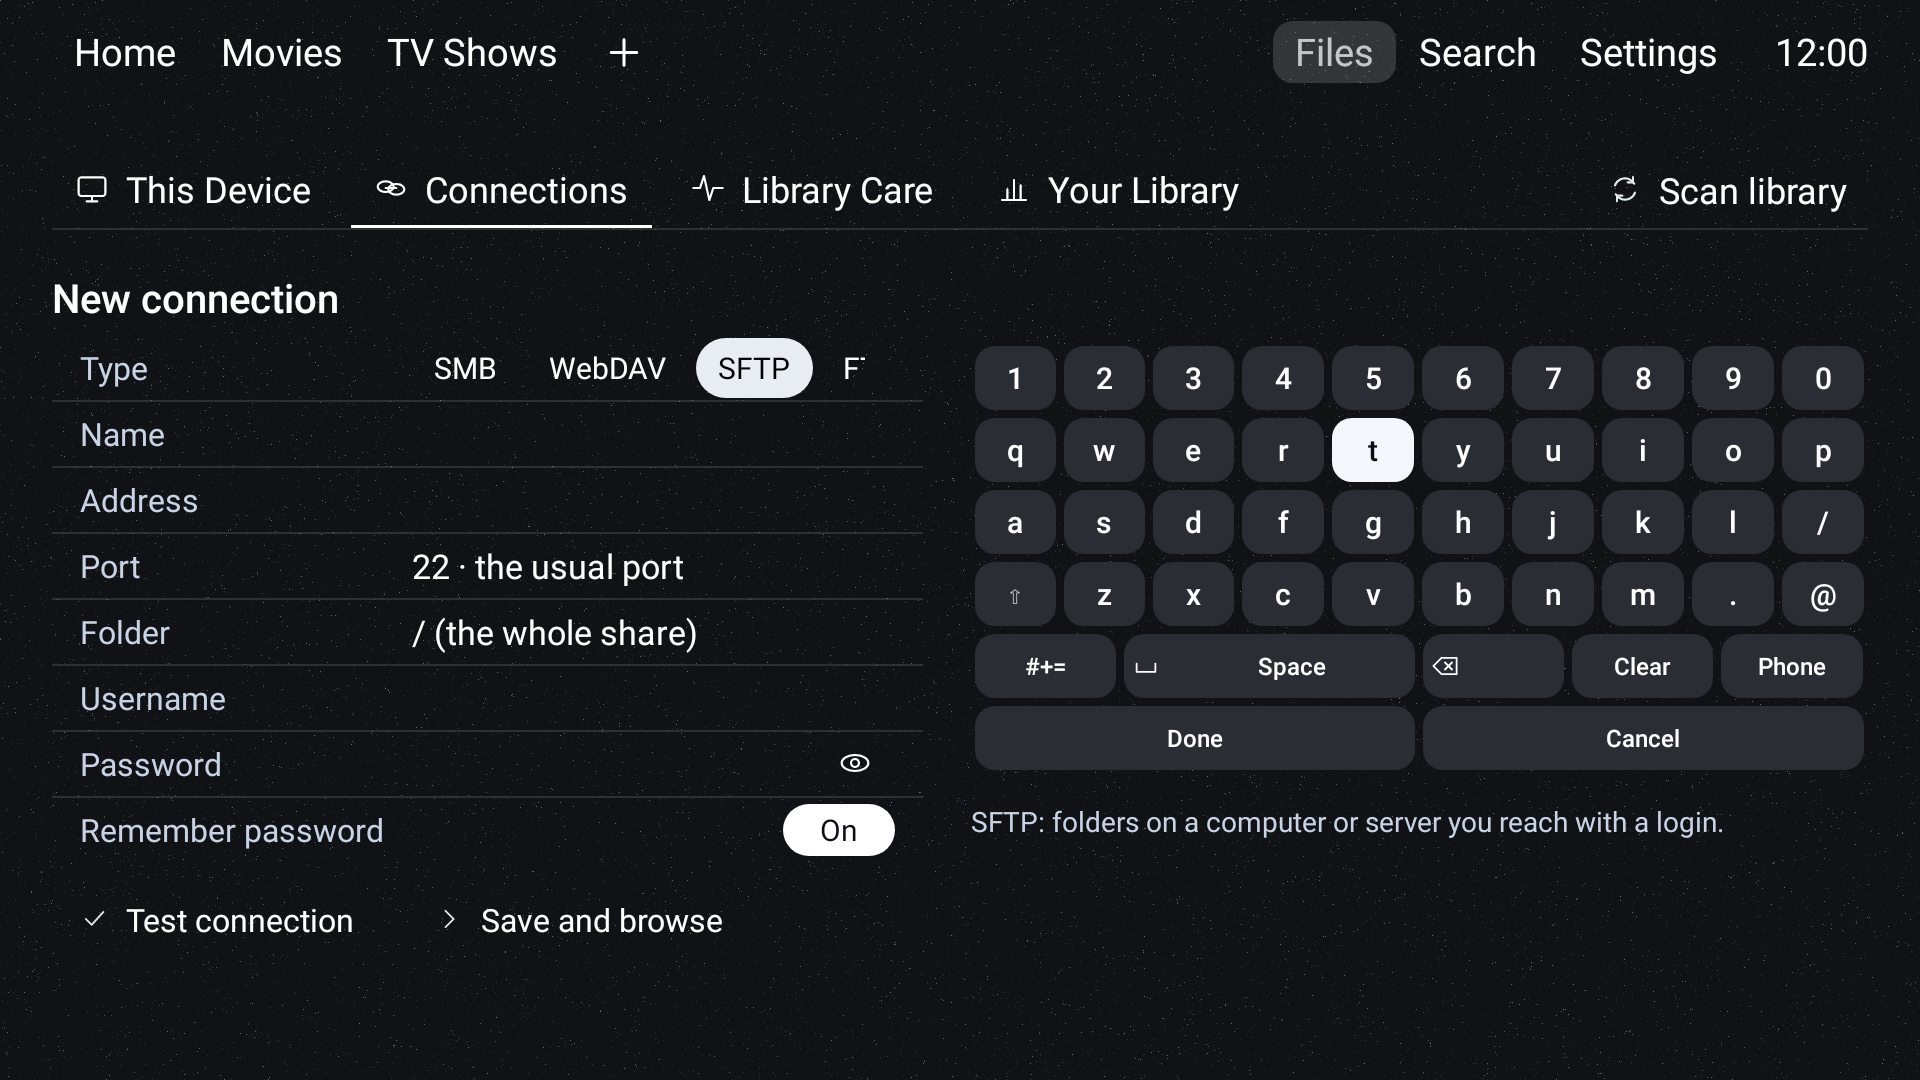 Home Movies TV Shows + Files Search Settings 12:00
This Device Connections Library Care Your Library Scan library
New connection
Type SMB WebDAV SFTP
Name
Address
Port 22 · the usual port
Folder / (the whole share)
Username
Password
Remember password On
Test connection Save and browse
1 2 3 4 5 6 7 8 9 0
q w e r t y u i o p
a s d f g h j k l /
⇧ z x c v b n m . @
#+= Space Clear Phone
Done Cancel
SFTP: folders on a computer or server you reach with a login.